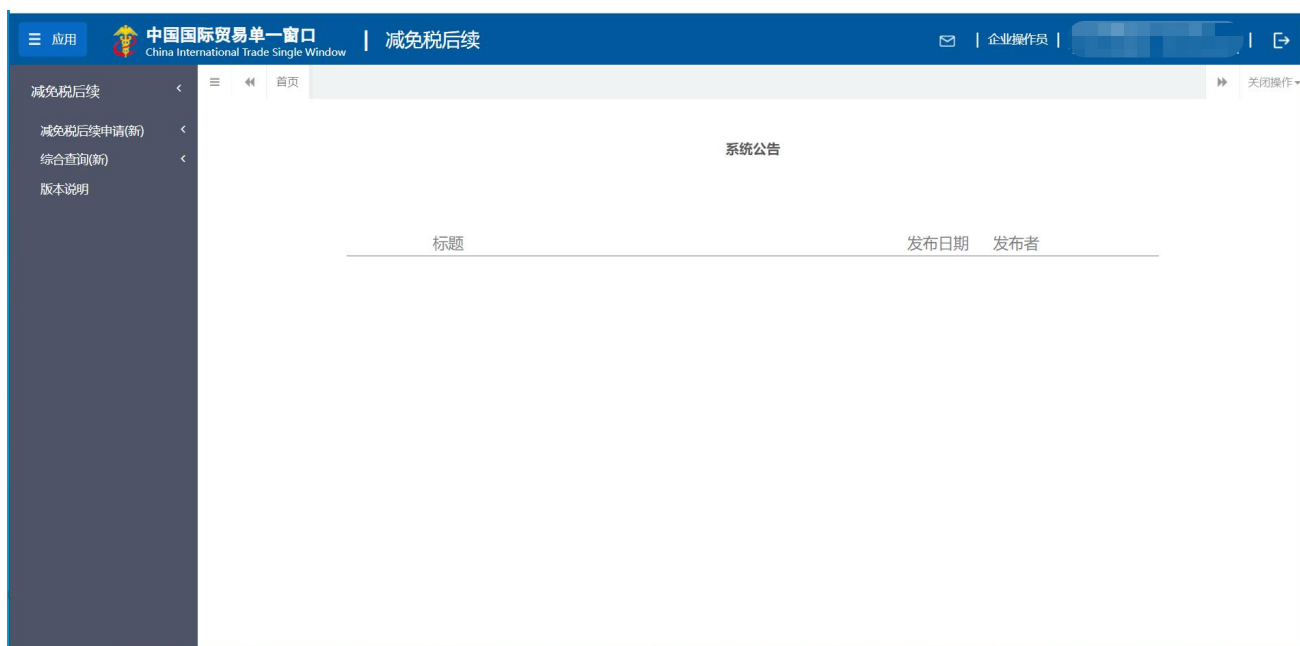 应用
中国国际贸易单一窗口
China International Trade Single Window
减免税后续
企业操作员
减免税后续
首页
关闭操作
减免税后续申请(新)
综合查询(新)
版本说明
系统公告
标题 发布日期 发布者